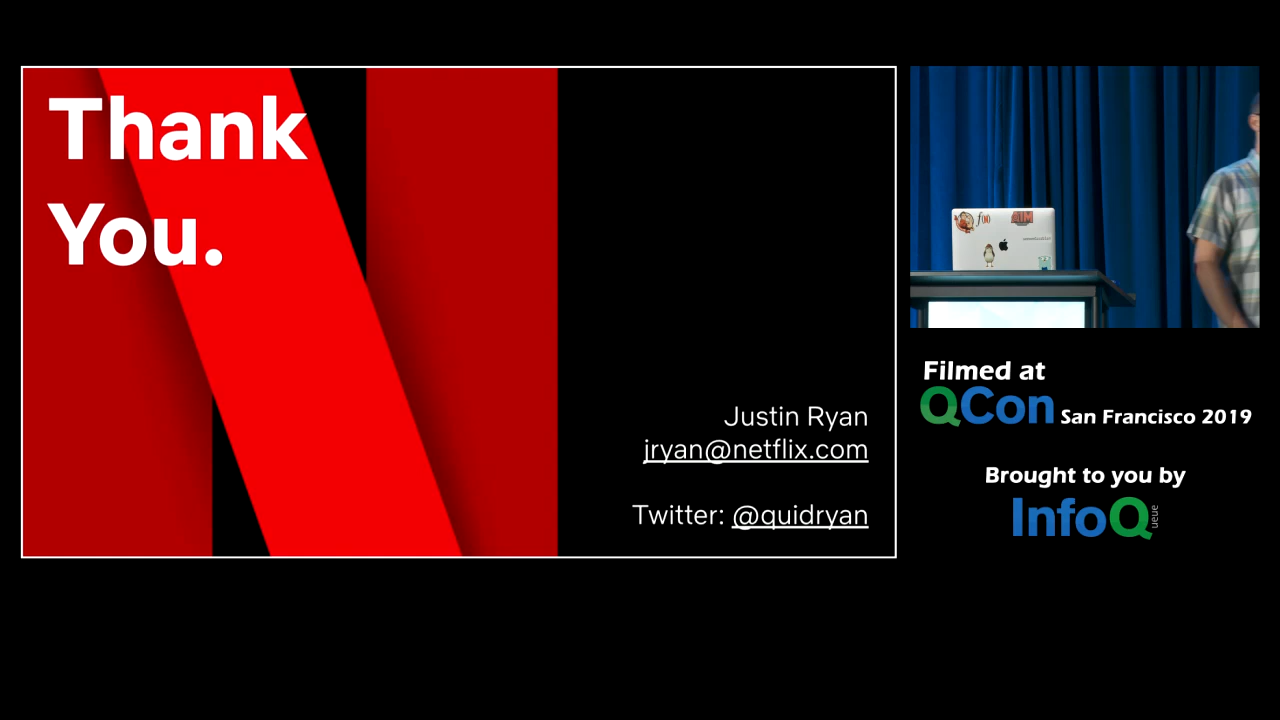 Thank
You.
Justin Ryan
jryan@netflix.com
Twitter: @quidryan
Filmed at
QCon San Francisco 2019
Brought to you by
InfoQ
ueue